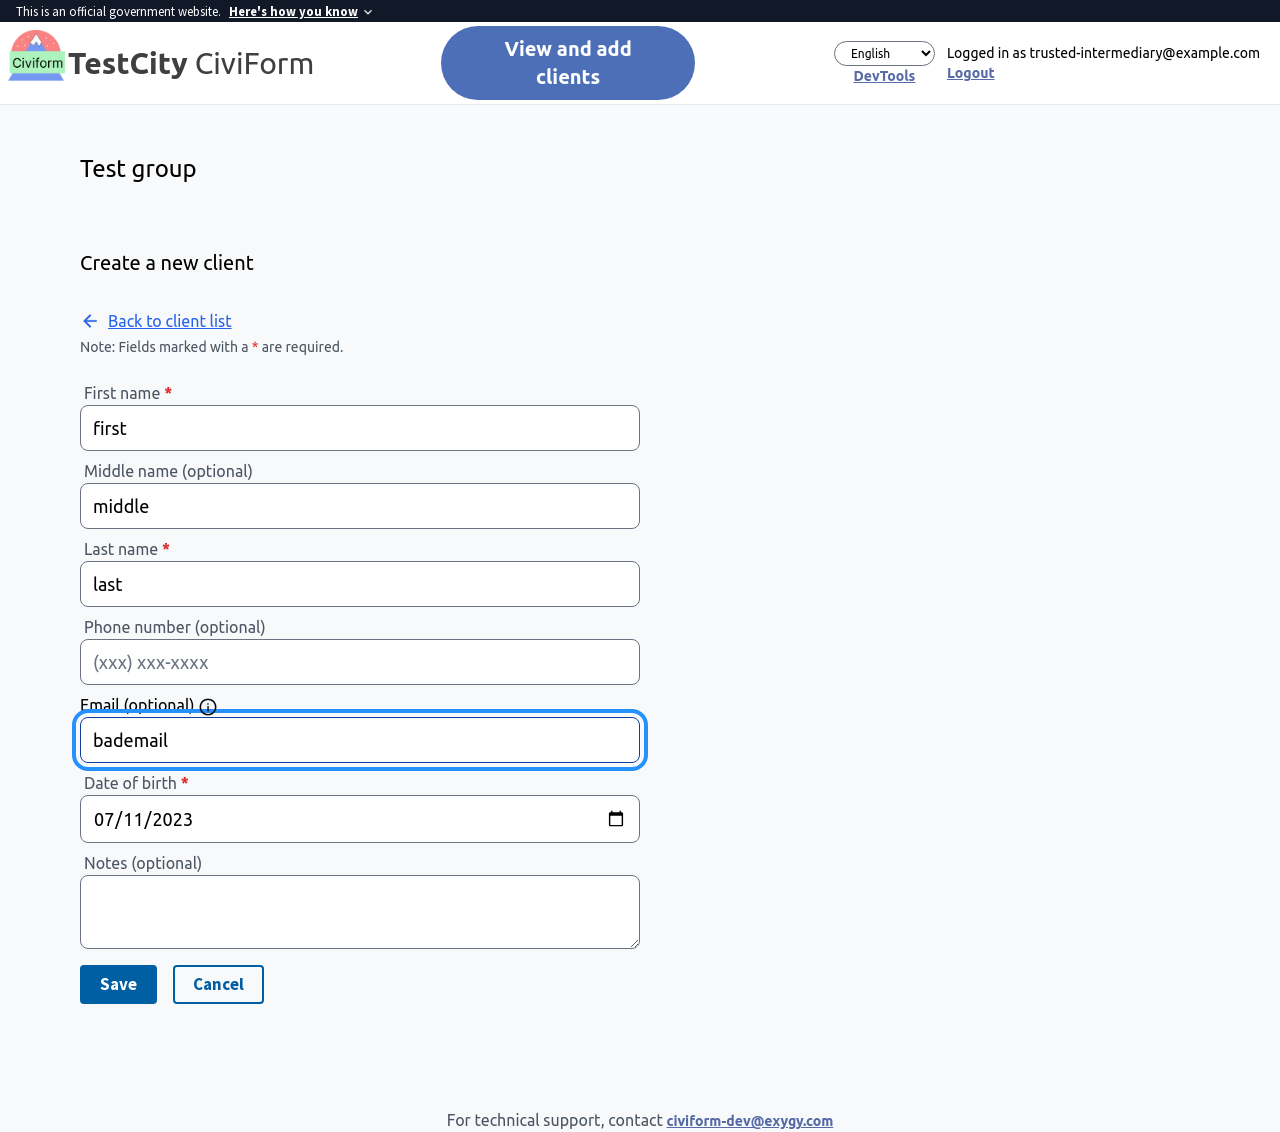 This is an official government website. Here's how you know
Civiform
TestCity CiviForm
View and add
clients
English
DevTools
Logged in as trusted-intermediary@example.com
Logout
Test group
Create a new client
Back to client list
Note: Fields marked with a * are required.
First name *
first
Middle name (optional)
middle
Last name *
last
Phone number (optional)
(xxx) xxx-xxxx
Email (optional)
bademail
Date of birth *
07/11/2023
Notes (optional)
Save
Cancel
For technical support, contact civiform-dev@exygy.com